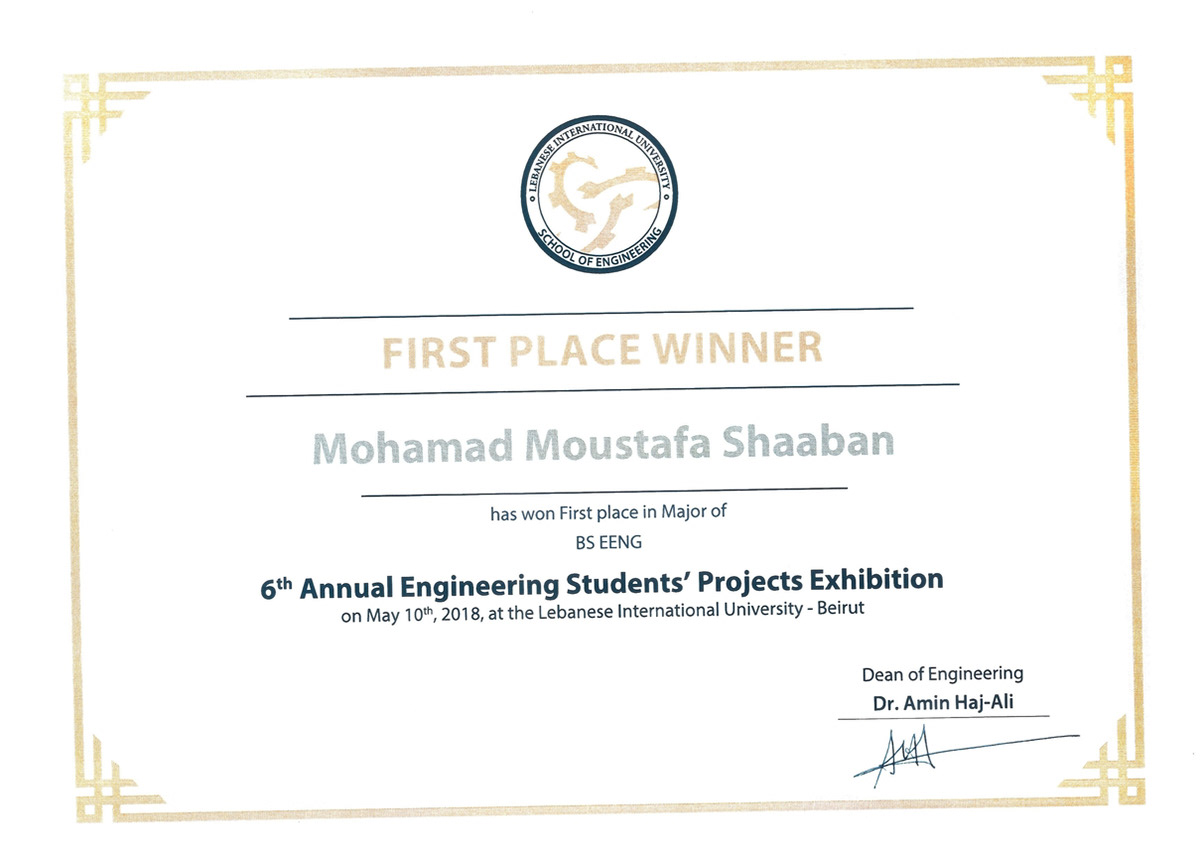 LEBANESE INTERNATIONAL UNIVERSITY
SCHOOL OF ENGINEERING
FIRST PLACE WINNER
Mohamad Moustafa Shaaban
has won First place in Major of
BS EENG
6th Annual Engineering Students’ Projects Exhibition
on May 10th, 2018, at the Lebanese International University - Beirut
Dean of Engineering
Dr. Amin Haj-Ali